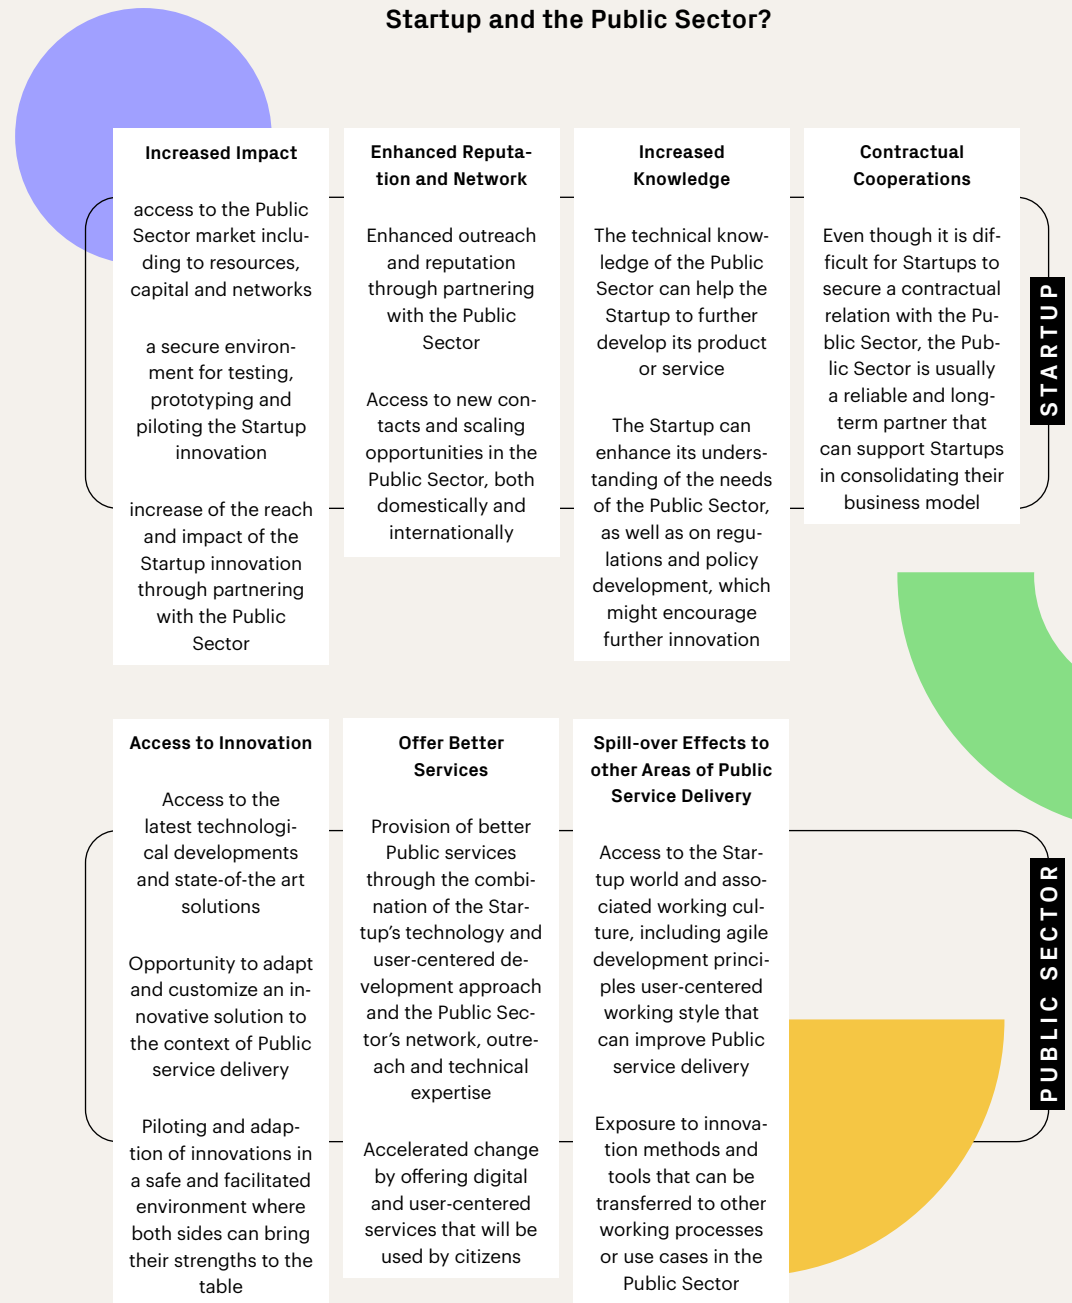 Startup and the Public Sector?
Increased Impact
access to the Public
Sector market inclu-
ding to resources,
capital and networks
a secure environ-
ment for testing,
prototyping and
piloting the Startup
innovation
increase of the reach
and impact of the
Startup innovation
through partnering
with the Public
Sector
Enhanced Reputa-
tion and Network
Enhanced outreach
and reputation
through partnering
with the Public
Sector
Access to new con-
tacts and scaling
opportunities in the
Public Sector, both
domestically and
internationally
Increased
Knowledge
The technical know-
ledge of the Public
Sector can help the
Startup to further
develop its product
or service
The Startup can
enhance its unders-
tanding of the needs
of the Public Sector,
as well as on regu-
lations and policy
development, which
might encourage
further innovation
Contractual
Cooperations
Even though it is dif-
ficult for Startups to
secure a contractual
relation with the Pu-
blic Sector, the Pub-
lic Sector is usually
a reliable and long-
term partner that
can support Startups
in consolidating their
business model
STARTUP
Access to Innovation
Access to the
latest technologi-
cal developments
and state-of-the art
solutions
Opportunity to adapt
and customize an in-
novative solution to
the context of Public
service delivery
Piloting and adap-
tion of innovations in
a safe and facilitated
environment where
both sides can bring
their strengths to the
table
Offer Better
Services
Provision of better
Public services
through the combi-
nation of the Star-
tup's technology and
user-centered de-
velopment approach
and the Public Sec-
tor's network, outre-
ach and technical
expertise
Accelerated change
by offering digital
and user-centered
services that will be
used by citizens
Spill-over Effects to
other Areas of Public
Service Delivery
Access to the Star-
tup world and asso-
ciated working cul-
ture, including agile
development princi-
ples user-centered
working style that
can improve Public
service delivery
Exposure to innova-
tion methods and
tools that can be
transferred to other
working processes
or use cases in the
Public Sector
PUBLIC SECTOR